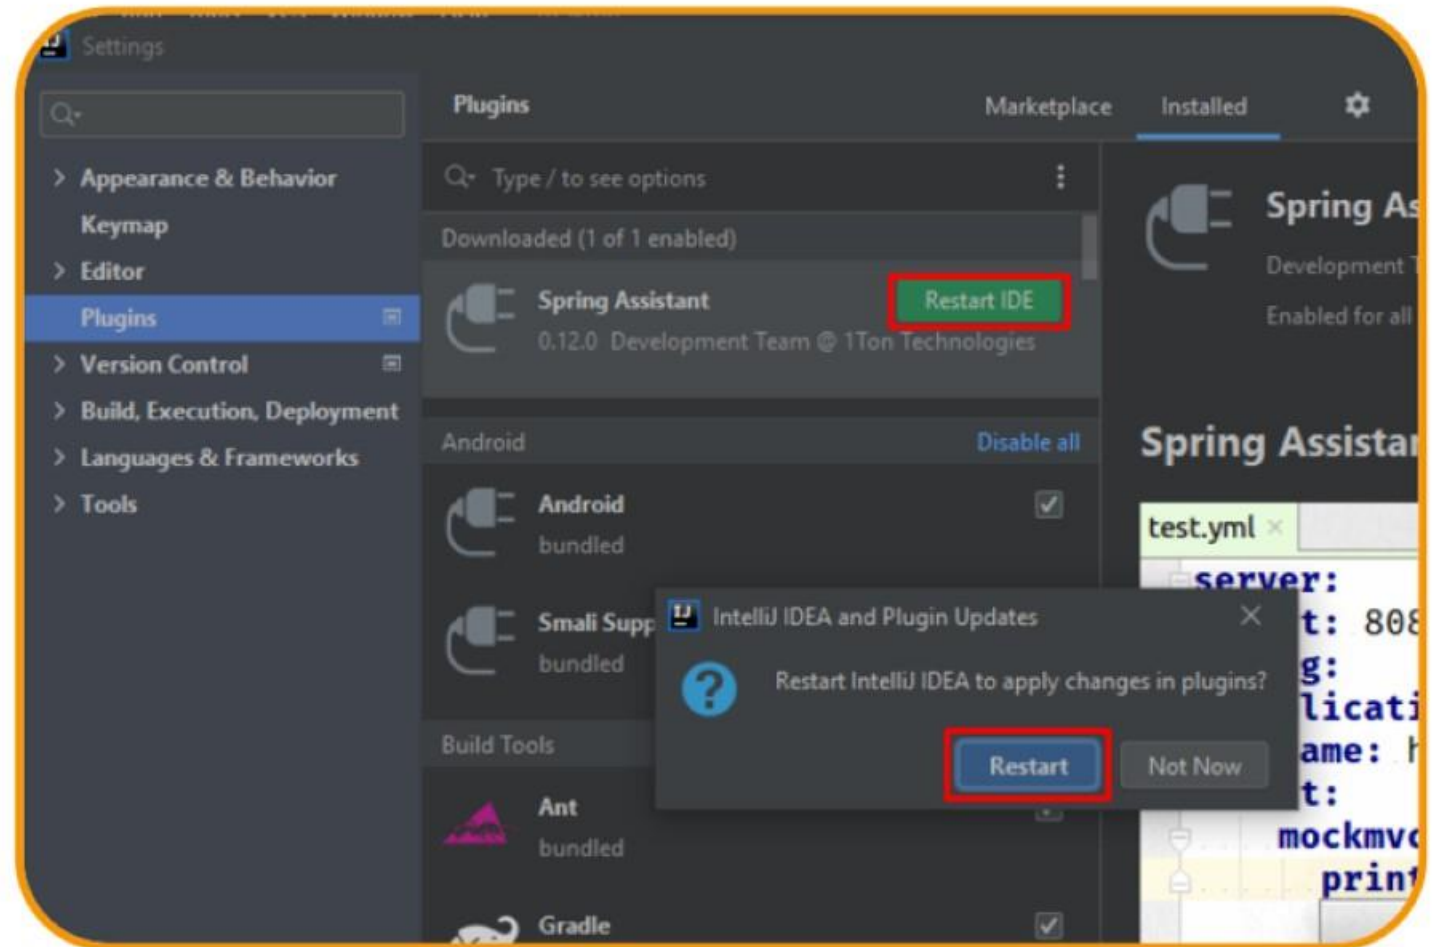 Settings
Plugins
Marketplace
Installed
Appearance & Behavior
Keymap
Editor
Plugins
Version Control
Build, Execution, Deployment
Languages & Frameworks
Tools
Type / to see options
Downloaded (1 of 1 enabled)
Spring Assistant
Restart IDE
0.12.0 Development Team @ 1Ton Technologies
Android
Disable all
Android
bundled
Smali Supp
bundled
Build Tools
Ant
bundled
Gradle
IntelliJ IDEA and Plugin Updates
Restart IntelliJ IDEA to apply changes in plugins?
Restart
Not Now
Spring As
Development
Enabled for all
Spring Assista
test.yml
server:
t: 808
g:
licati
ame: h
t:
mockmvc
print